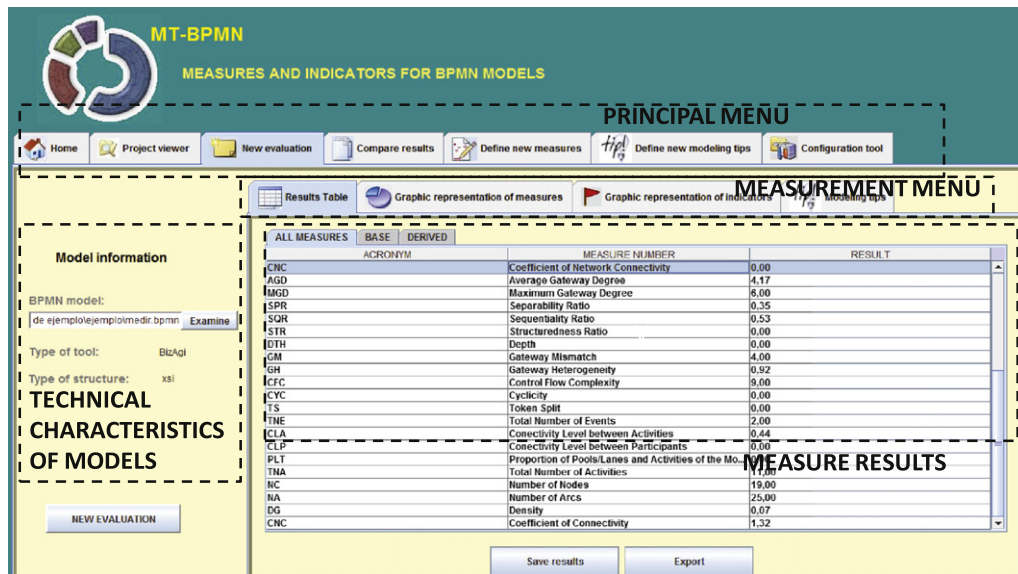 MT-BPMN
MEASURES AND INDICATORS FOR BPMN MODELS
PRINCIPAL MENU
Home Project viewer New evaluation Compare results tip! Define new measures Define new modeling tips Configuration tool
MEASUREMENT MENU
Results Table Graphic representation of measures Graphic representation of indicators Modeling tips
Model information
BPMN model:
de ejemplo\ejemplo\medir.bpmn Examine
Type of tool: BizAgi
Type of structure: xsi
TECHNICAL
CHARACTERISTICS
OF MODELS
NEW EVALUATION
ALL MEASURES BASE DERIVED
ACRONYM MEASURE NUMBER RESULT
CNC Coefficient of Network Connectivity 0,00
AGD Average Gateway Degree 4,17
MGD Maximum Gateway Degree 6,00
SPR Separability Ratio 0,35
SQR Sequentiality Ratio 0,53
STR Structuredness Ratio 0,00
DTH Depth 0,00
GM Gateway Mismatch 4,00
GH Gateway Heterogeneity 0,92
CFC Control Flow Complexity 9,00
CYC Cyclicity 0,00
TS Token Split 0,00
TNE Total Number of Events 2,00
CLA Conectivity Level between Activities 0,44
CLP Conectivity Level between Participants 0,00
PLT Proportion of Pools/Lanes and Activities of the Mo...
MEASURE RESULTS
TNA Total Number of Activities 11,00
NC Number of Nodes 19,00
NA Number of Arcs 25,00
DG Density 0,07
CNC Coefficient of Connectivity 1,32
Save results Export